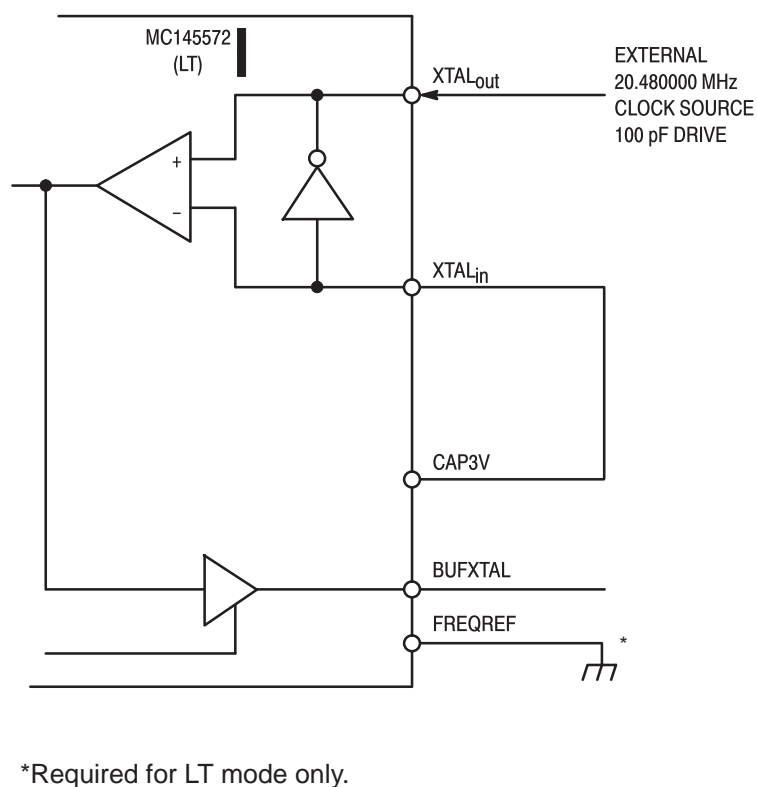 MC145572
(LT)
XTALout
EXTERNAL
20.480000 MHz
CLOCK SOURCE
100 pF DRIVE
+
–
XTALin
CAP3V
BUFXTAL
FREQREF
*
*Required for LT mode only.